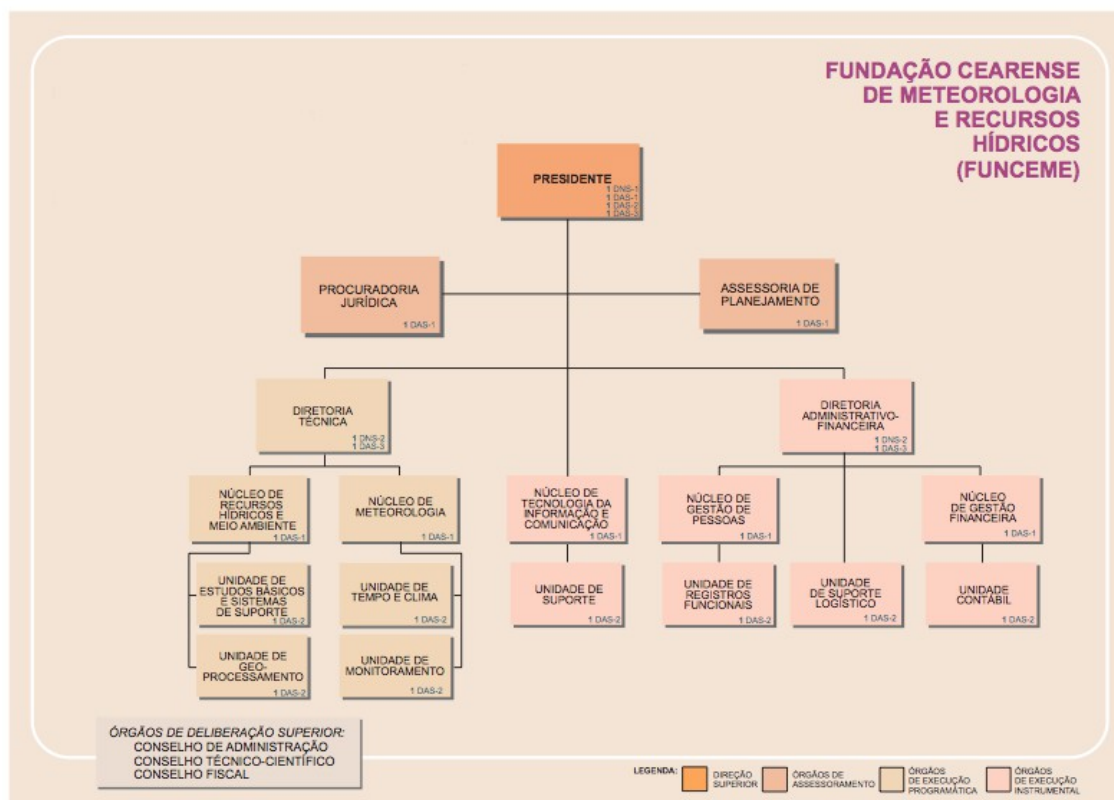 FUNDAÇÃO CEARENSE
DE METEOROLOGIA
E RECURSOS
HÍDRICOS
(FUNCEME)
PRESIDENTE
1 DNS-1
1 DAS-1
1 DAS-2
1 DAS-3
PROCURADORIA
JURÍDICA
1 DAS-1
ASSESSORIA DE
PLANEJAMENTO
1 DAS-1
DIRETORIA
TÉCNICA
1 DNS-2
1 DAS-3
DIRETORIA
ADMINISTRATIVO-
FINANCEIRA
1 DNS-2
1 DAS-3
NÚCLEO DE
RECURSOS
HÍDRICOS E
MEIO AMBIENTE
1 DAS-1
NÚCLEO DE
METEOROLOGIA
1 DAS-1
NÚCLEO DE
TECNOLOGIA DA
INFORMAÇÃO E
COMUNICAÇÃO
1 DAS-1
NÚCLEO DE
GESTÃO DE
PESSOAS
1 DAS-1
NÚCLEO
DE GESTÃO
FINANCEIRA
1 DAS-1
UNIDADE DE
ESTUDOS BÁSICOS
E SISTEMAS
DE SUPORTE
1 DAS-2
UNIDADE DE
TEMPO E CLIMA
1 DAS-2
UNIDADE DE
SUPORTE
1 DAS-2
UNIDADE DE
REGISTROS
FUNCIONAIS
1 DAS-2
UNIDADE
DE SUPORTE
LOGÍSTICO
1 DAS-2
UNIDADE
CONTÁBIL
1 DAS-2
UNIDADE DE
GEO-
PROCESSAMENTO
1 DAS-2
UNIDADE DE
MONITORAMENTO
1 DAS-2
ÓRGÃOS DE DELIBERAÇÃO SUPERIOR:
CONSELHO DE ADMINISTRAÇÃO
CONSELHO TÉCNICO-CIENTÍFICO
CONSELHO FISCAL
LEGENDA:
DIREÇÃO
SUPERIOR
ÓRGÃOS DE
ASSESSORAMENTO
ÓRGÃOS
DE EXECUÇÃO
PROGRAMÁTICA
ÓRGÃOS
DE EXECUÇÃO
INSTRUMENTAL